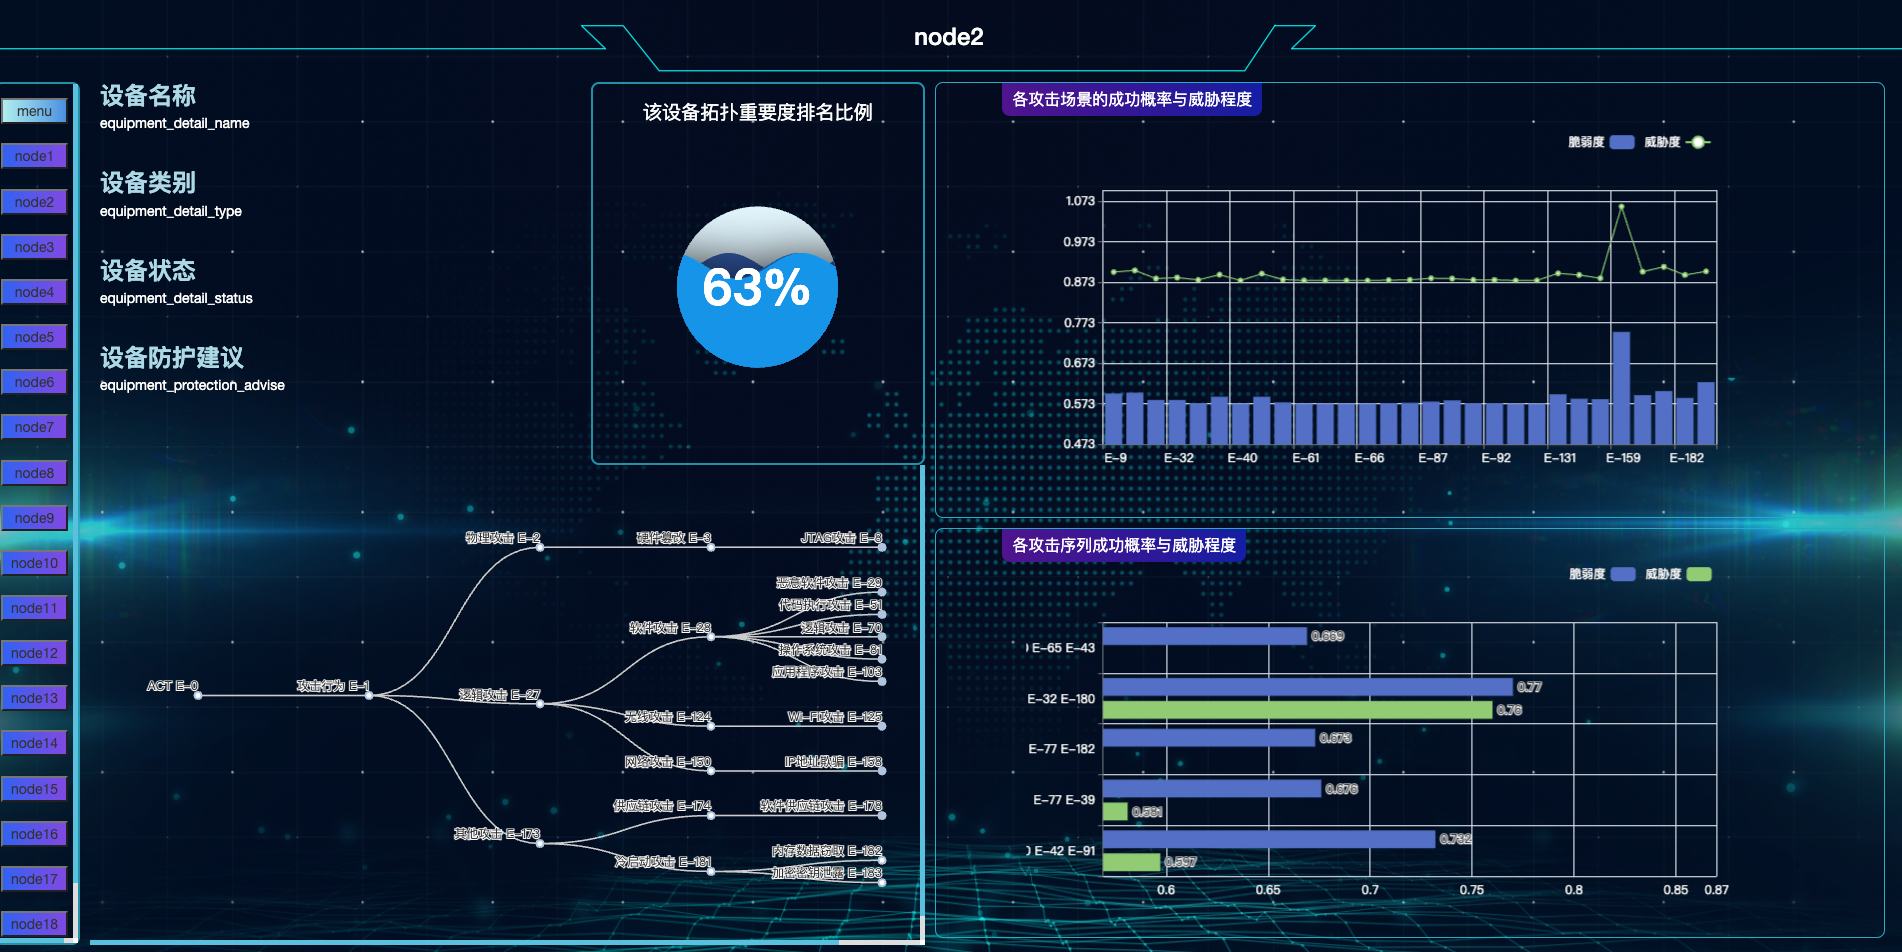 node2
menu
node1
node2
node3
node4
node5
node6
node7
node8
node9
node10
node11
node12
node13
node14
node15
node16
node17
node18
设备名称
equipment_detail_name
设备类别
equipment_detail_type
设备状态
equipment_detail_status
设备防护建议
equipment_protection_advise
该设备拓扑重要度排名比例
63%
ACT E-0
攻击行为 E-1
物理攻击 E-2
硬件篡改 E-3
JTAG攻击 E-8
逻辑攻击 E-27
软件攻击 E-28
恶意软件攻击 E-29
代码执行攻击 E-51
逻辑攻击 E-70
操作系统攻击 E-81
应用程序攻击 E-103
无线攻击 E-124
Wi-Fi攻击 E-125
网络攻击 E-150
IP地址欺骗 E-158
其他攻击 E-173
供应链攻击 E-174
软件供应链攻击 E-178
冷启动攻击 E-181
内存数据窃取 E-182
加密密钥泄露 E-183
各攻击场景的成功概率与威胁程度
脆弱度 威胁度
1.073
0.973
0.873
0.773
0.673
0.573
0.473
E-9 E-32 E-40 E-61 E-66 E-87 E-92 E-131 E-159 E-182
各攻击序列成功概率与威胁程度
脆弱度 威胁度
E-65 E-43
0.669
E-32 E-180
0.77
0.76
E-77 E-182
0.673
E-77 E-39
0.676
0.581
E-42 E-91
0.732
0.597
0.6 0.65 0.7 0.75 0.8 0.85 0.87